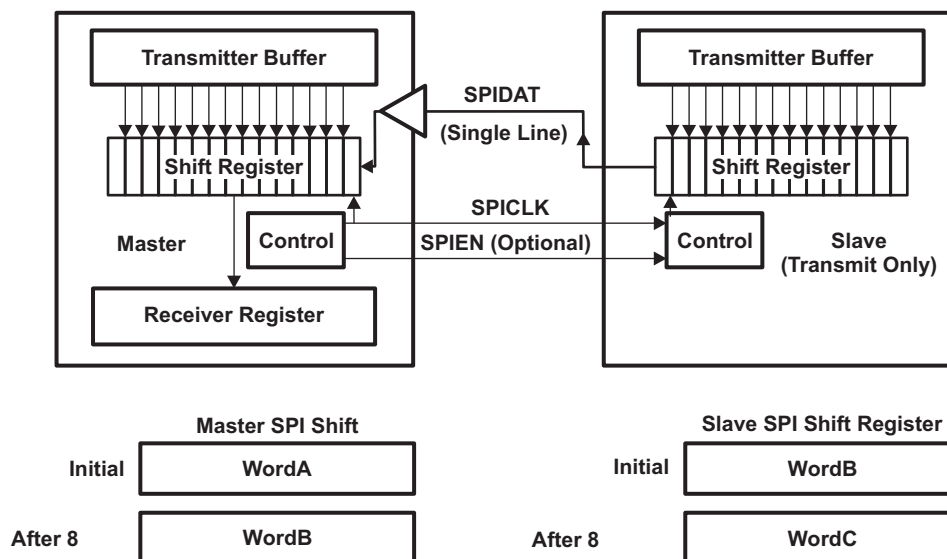 Transmitter Buffer
Transmitter Buffer
SPIDAT
(Single Line)
Shift Register
Shift Register
SPICLK
Master
Control
SPIEN (Optional)
Control
Slave
(Transmit Only)
Receiver Register
Master SPI Shift
Slave SPI Shift Register
Initial
WordA
Initial
WordB
After 8
WordB
After 8
WordC